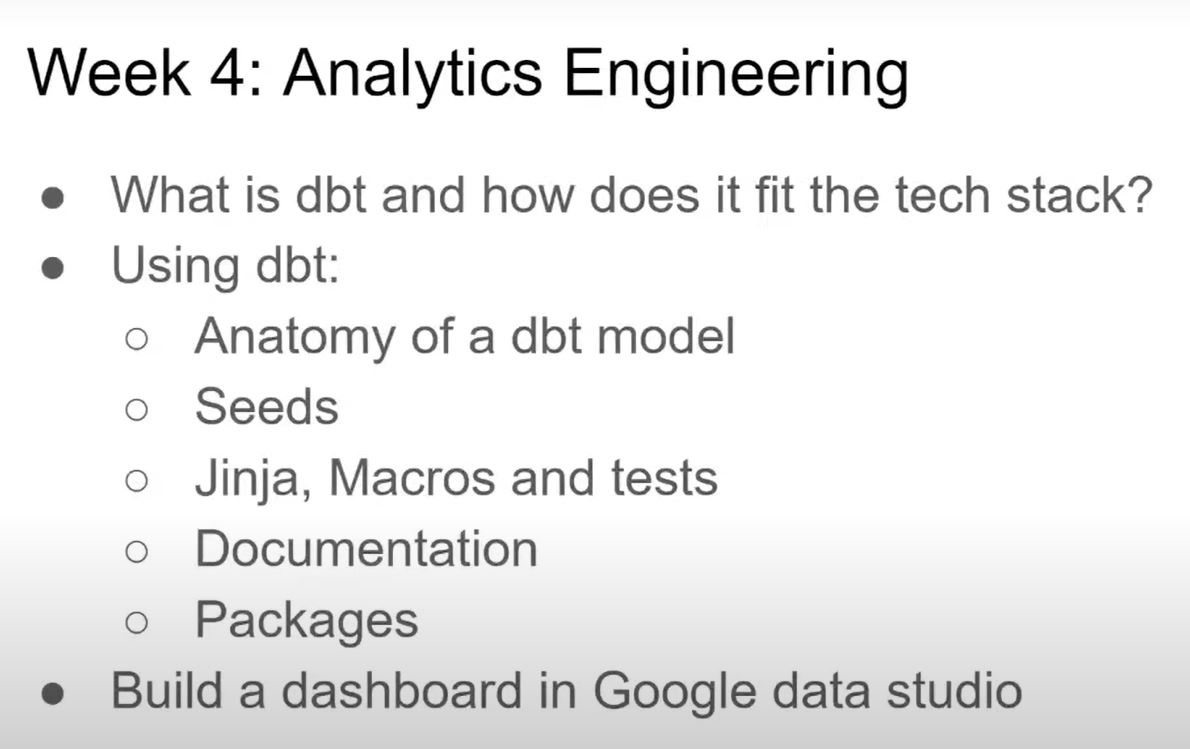 Week 4: Analytics Engineering
● What is dbt and how does it fit the tech stack?
● Using dbt:
○ Anatomy of a dbt model
○ Seeds
○ Jinja, Macros and tests
○ Documentation
○ Packages
● Build a dashboard in Google data studio